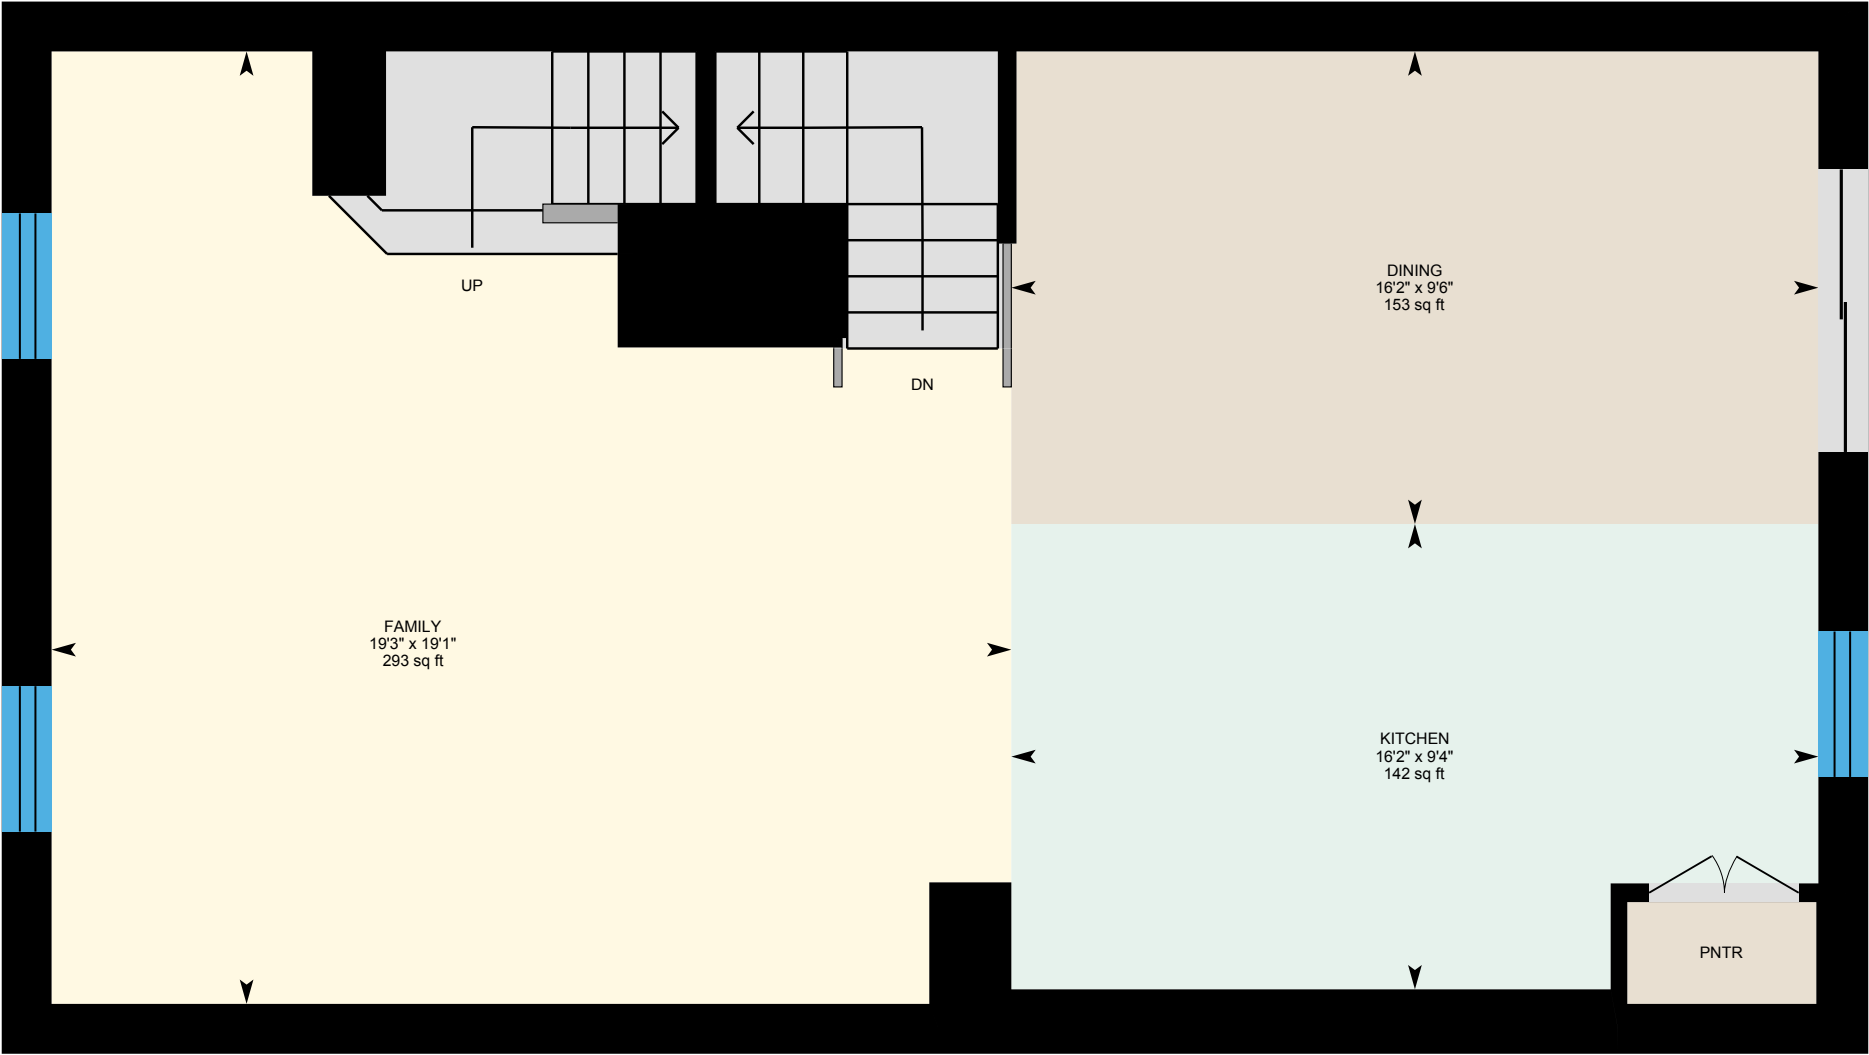 UP
DN
DINING
16'2" x 9'6"
153 sq ft
FAMILY
19'3" x 19'1"
293 sq ft
KITCHEN
16'2" x 9'4"
142 sq ft
PNTR